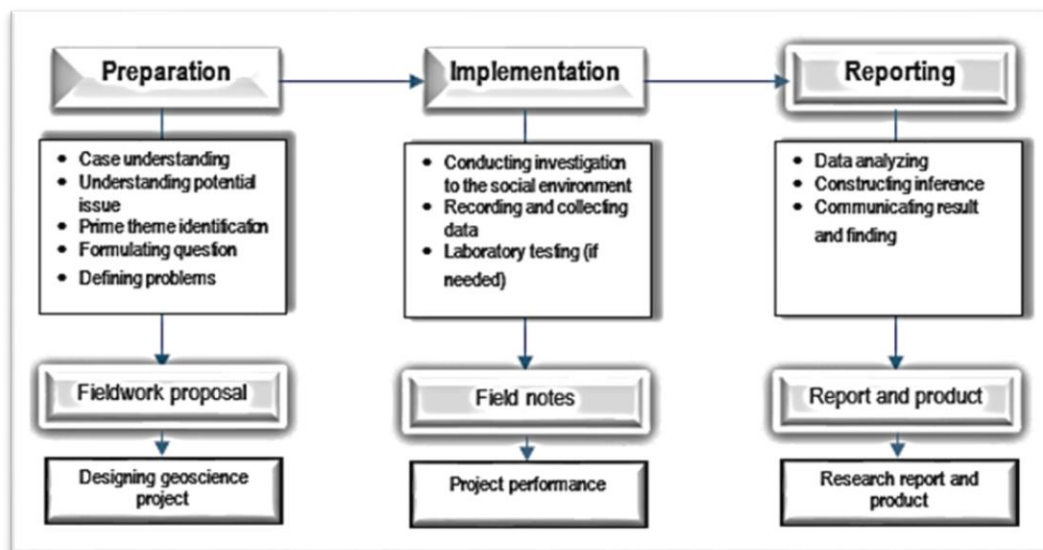 Preparation
Implementation
Reporting
• Case understanding
• Understanding potential
issue
• Prime theme identification
• Formulating question
• Defining problems
• Conducting investigation
to the social environment
• Recording and collecting
data
• Laboratory testing (if
needed)
• Data analyzing
• Constructing inference
• Communicating result
and finding
Fieldwork proposal
Field notes
Report and product
Designing geoscience
project
Project performance
Research report and
product